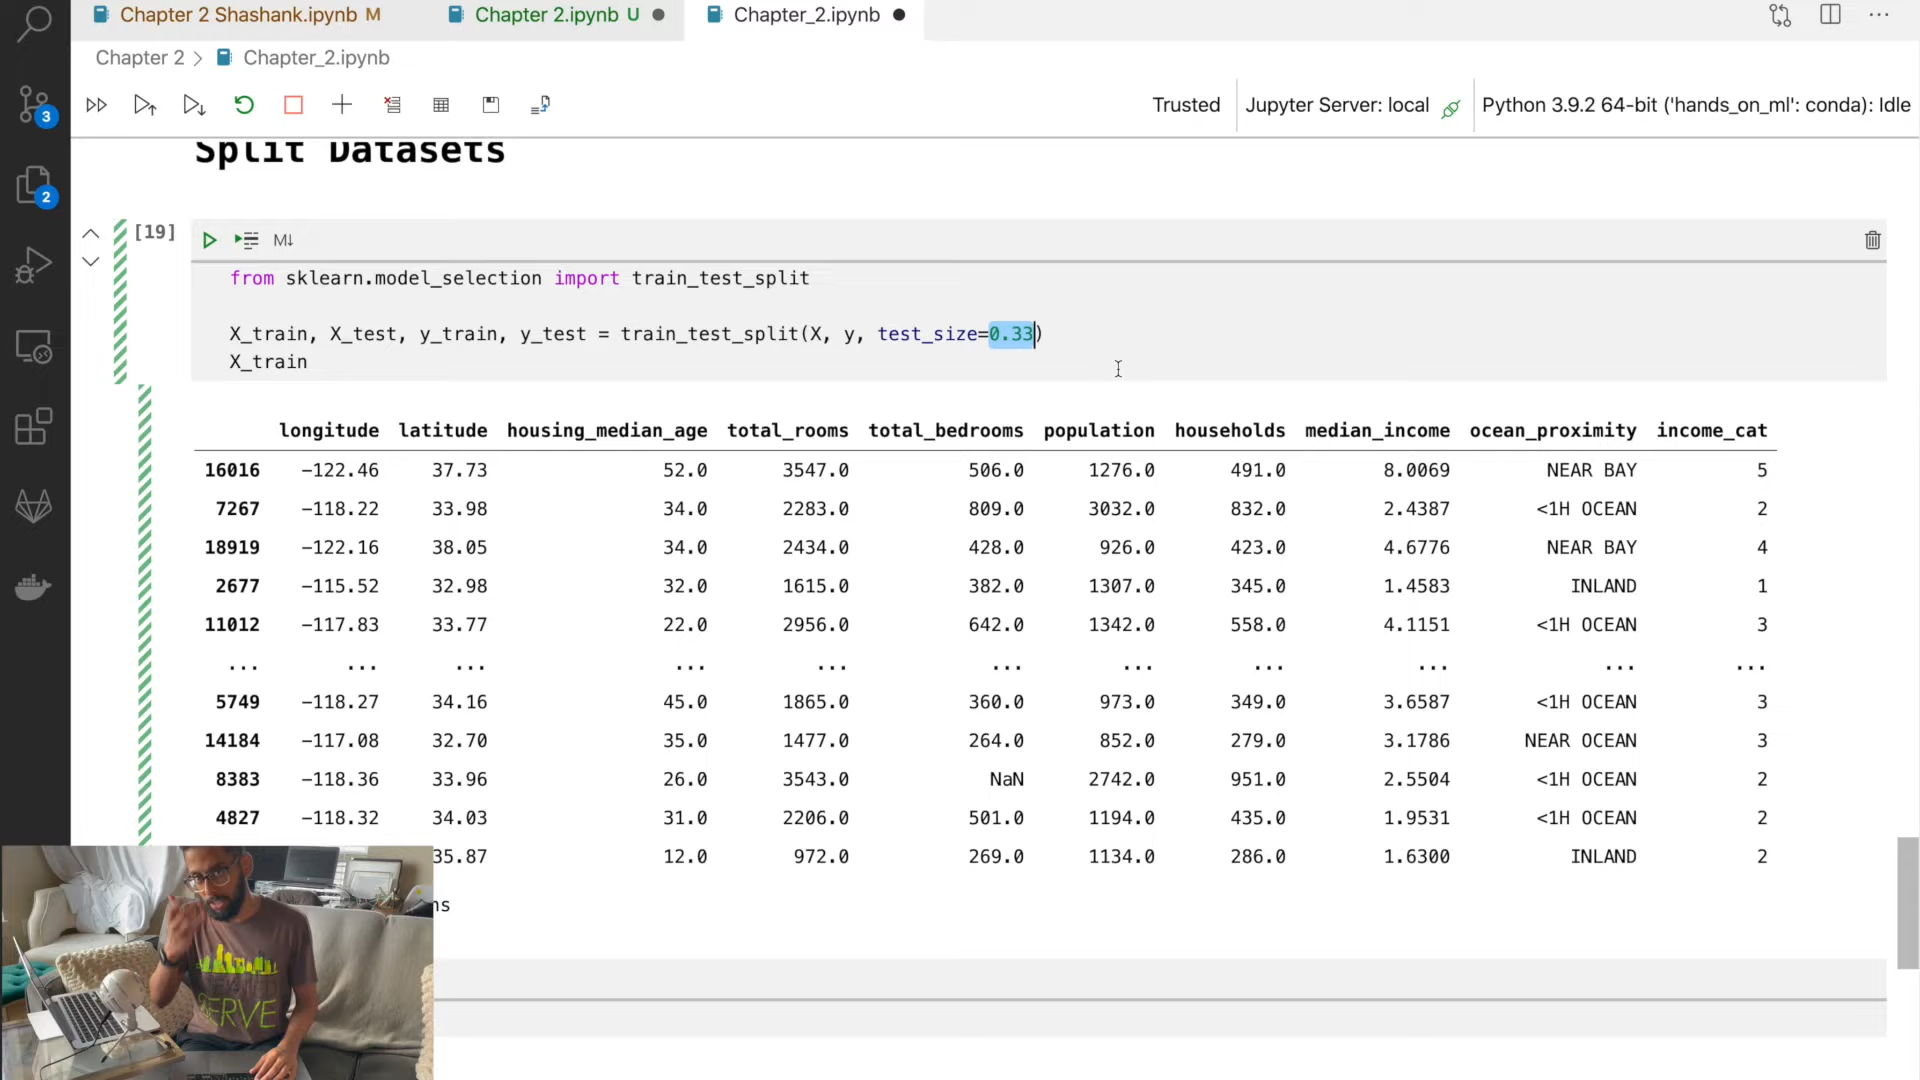 Chapter 2 Shashank.ipynb M
Chapter 2.ipynb U
Chapter_2.ipynb
Chapter 2 > Chapter_2.ipynb
Trusted
Jupyter Server: local
Python 3.9.2 64-bit ('hands_on_ml': conda): Idle
3
2
Split Datasets
[19]
M↓
from sklearn.model_selection import train_test_split
X_train, X_test, y_train, y_test = train_test_split(X, y, test_size=0.33)
X_train
longitude latitude housing_median_age total_rooms total_bedrooms population households median_income ocean_proximity income_cat
16016 −122.46 37.73 52.0 3547.0 506.0 1276.0 491.0 8.0069 NEAR BAY 5
7267 −118.22 33.98 34.0 2283.0 809.0 3032.0 832.0 2.4387 <1H OCEAN 2
18919 −122.16 38.05 34.0 2434.0 428.0 926.0 423.0 4.6776 NEAR BAY 4
2677 −115.52 32.98 32.0 1615.0 382.0 1307.0 345.0 1.4583 INLAND 1
11012 −117.83 33.77 22.0 2956.0 642.0 1342.0 558.0 4.1151 <1H OCEAN 3
... ... ... ... ... ... ... ... ... ... ...
5749 −118.27 34.16 45.0 1865.0 360.0 973.0 349.0 3.6587 <1H OCEAN 3
14184 −117.08 32.70 35.0 1477.0 264.0 852.0 279.0 3.1786 NEAR OCEAN 3
8383 −118.36 33.96 26.0 3543.0 NaN 2742.0 951.0 2.5504 <1H OCEAN 2
4827 −118.32 34.03 31.0 2206.0 501.0 1194.0 435.0 1.9531 <1H OCEAN 2
35.87 12.0 972.0 269.0 1134.0 286.0 1.6300 INLAND 2
ns